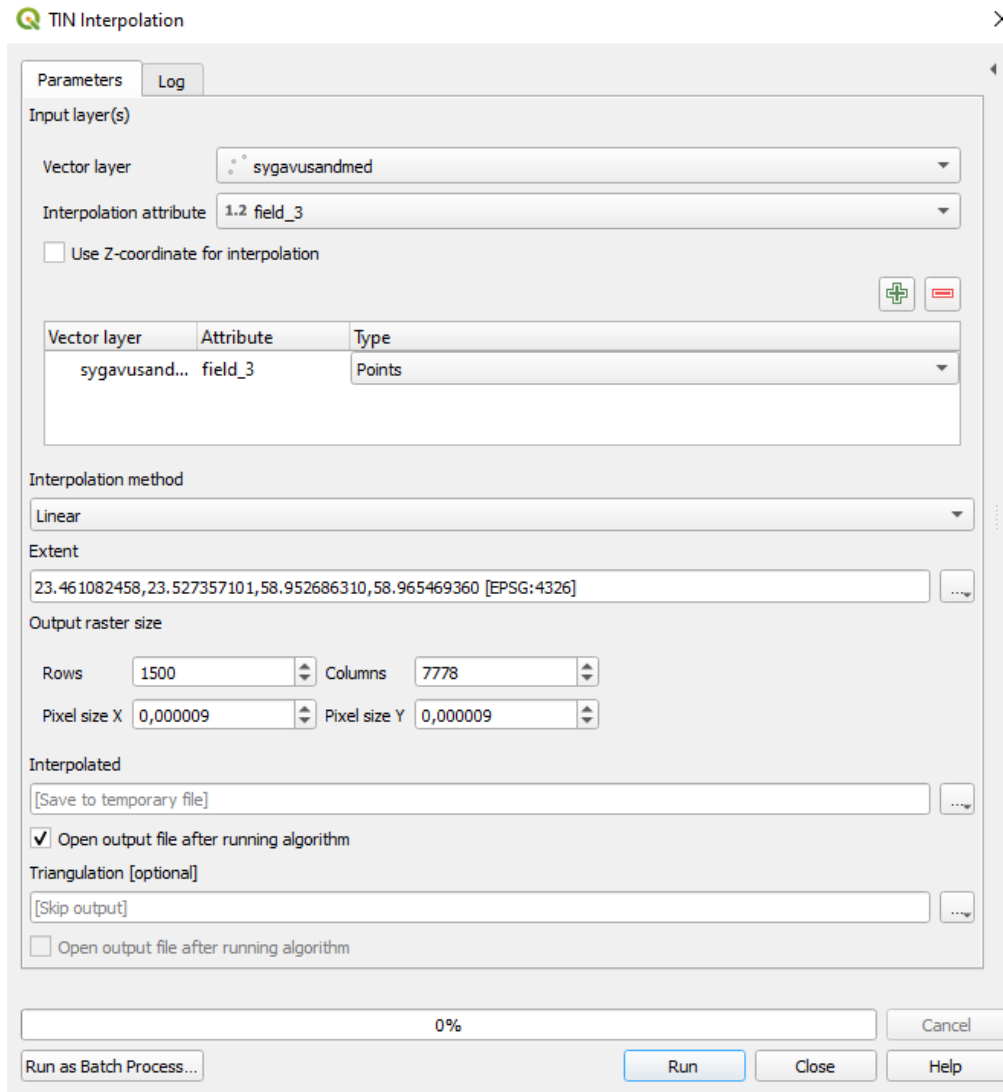 TIN Interpolation
Parameters Log
Input layer(s)
Vector layer sygavusandmed
Interpolation attribute 1.2 field_3
Use Z-coordinate for interpolation
Vector layer Attribute Type
sygavusand... field_3 Points
Interpolation method
Linear
Extent
23.461082458,23.527357101,58.952686310,58.965469360 [EPSG:4326]
...
Output raster size
Rows 1500 Columns 7778
Pixel size X 0,000009 Pixel size Y 0,000009
Interpolated
[Save to temporary file]
...
Open output file after running algorithm
Triangulation [optional]
[Skip output]
...
Open output file after running algorithm
0% Cancel
Run as Batch Process... Run Close Help